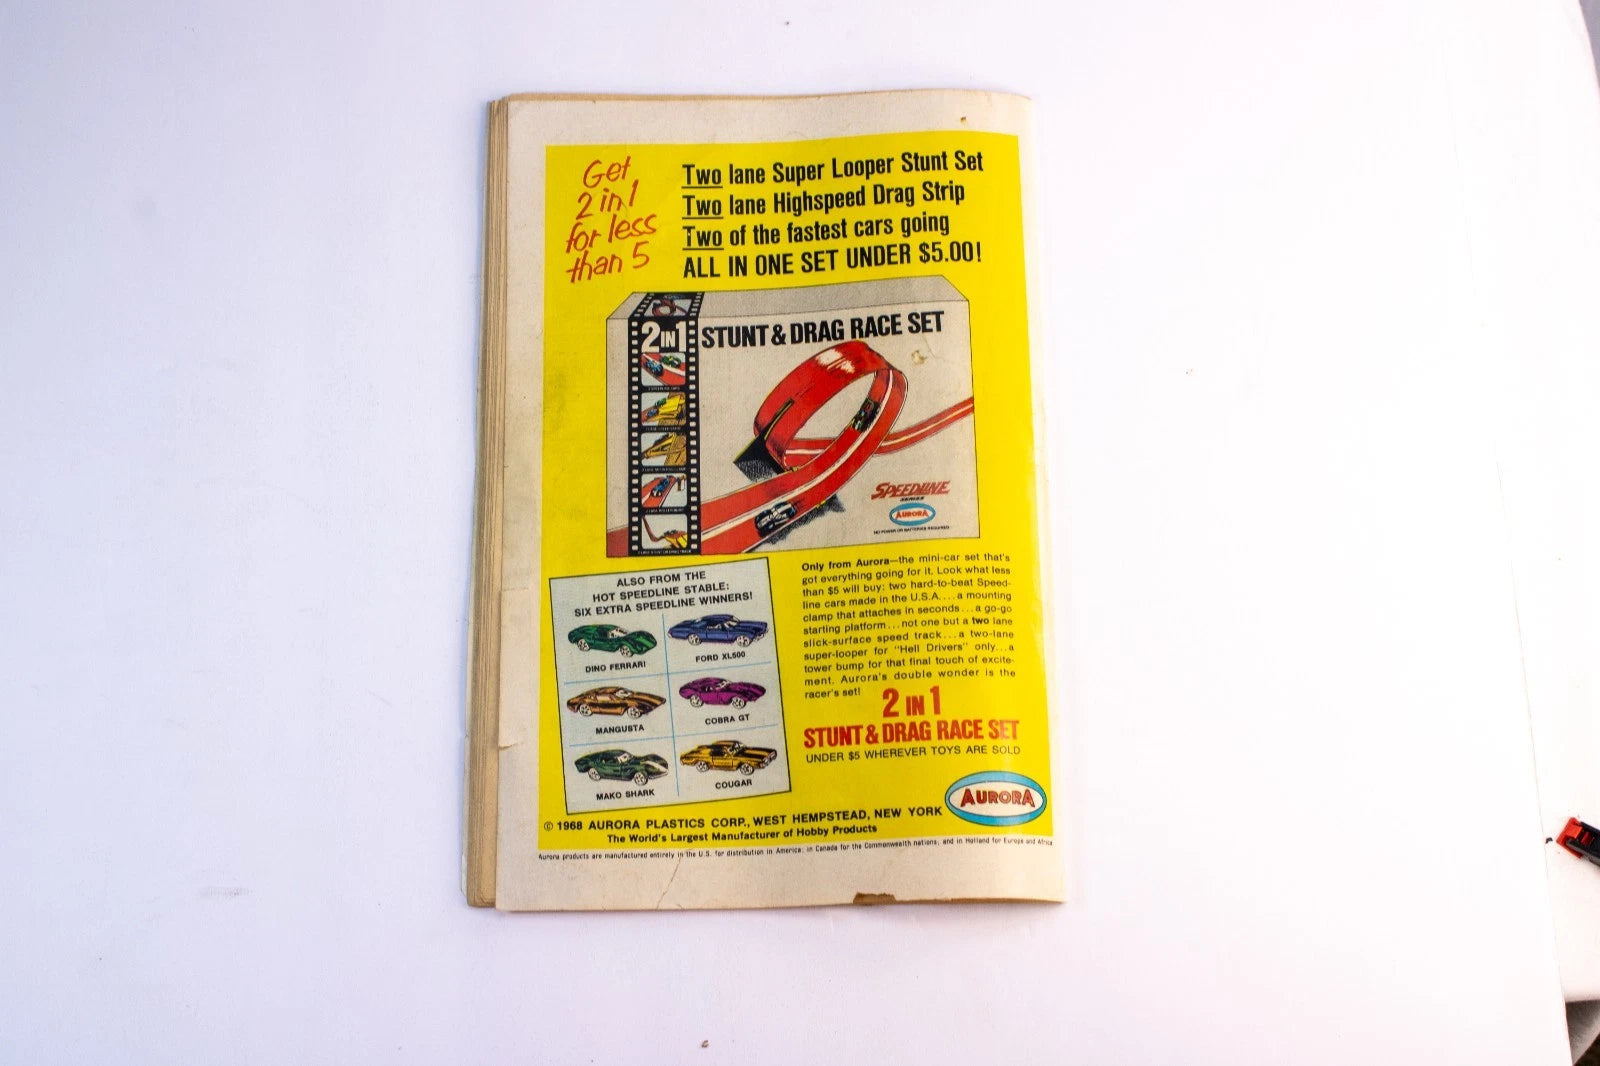 Get
2 in 1
for less
than 5
Two lane Super Looper Stunt Set
Two lane Highspeed Drag Strip
Two of the fastest cars going
ALL IN ONE SET UNDER $5.00!
2 IN 1
STUNT & DRAG RACE SET
SPEEDLINE
SERIES
AURORA
NO POWER OR BATTERIES REQUIRED
ALSO FROM THE
HOT SPEEDLINE STABLE:
SIX EXTRA SPEEDLINE WINNERS!
DINO FERRARI
FORD XL500
MANGUSTA
COBRA GT
MAKO SHARK
COUGAR
Only from Aurora—the mini-car set that's
got everything going for it. Look what less
than $5 will buy: two hard-to-beat Speed-
line cars made in the U.S.A....a mounting
clamp that attaches in seconds...a go-go
starting platform...not one but a two lane
slick-surface speed track...a two-lane
super-looper for "Hell Drivers" only...a
tower bump for that final touch of excite-
ment. Aurora's double wonder is the
racer's set!
2 IN 1
STUNT & DRAG RACE SET
UNDER $5 WHEREVER TOYS ARE SOLD
AURORA
© 1968 AURORA PLASTICS CORP., WEST HEMPSTEAD, NEW YORK
The World's Largest Manufacturer of Hobby Products
Aurora products are manufactured entirely in the U.S. for distribution in America; in Canada for the Commonwealth nations; and in Holland for Europe and Africa